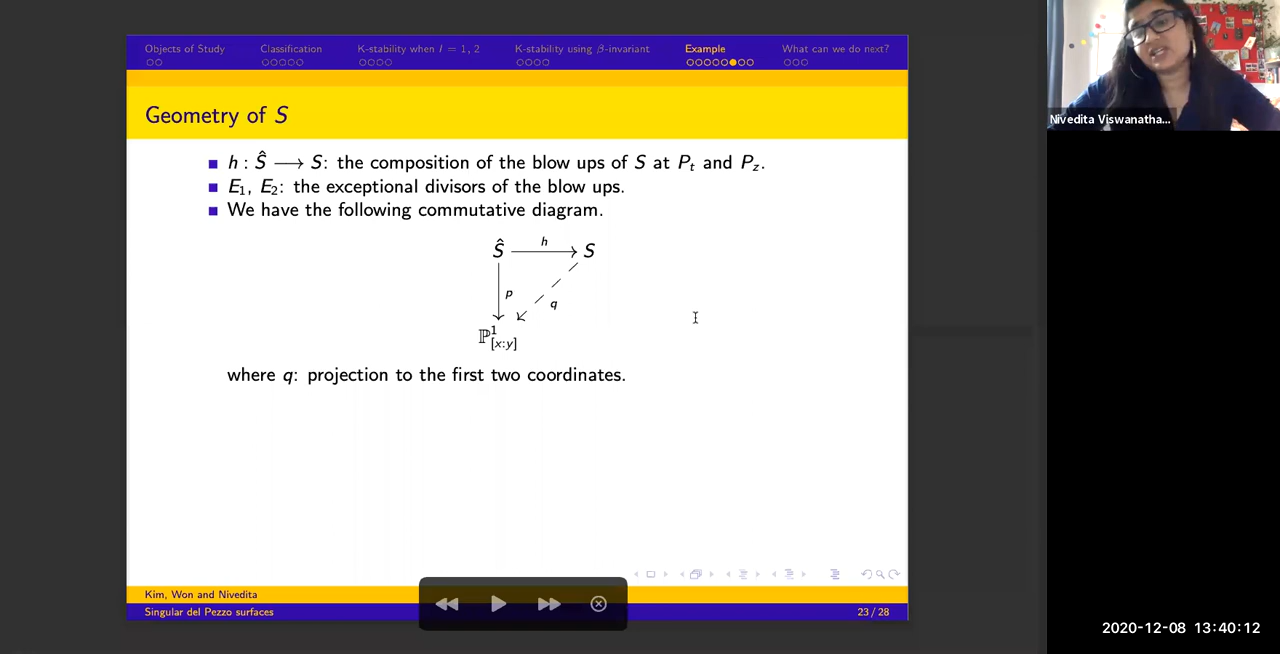 Objects of Study Classification K-stability when I = 1, 2 K-stability using β-invariant Example What can we do next?
Nivedita Viswanatha...
Geometry of S
h : Ŝ ⟶ S: the composition of the blow ups of S at Pₜ and P_z.
E₁, E₂: the exceptional divisors of the blow ups.
We have the following commutative diagram.
Ŝ h S
p q
ℙ¹[x:y]
where q: projection to the first two coordinates.
Kim, Won and Nivedita
Singular del Pezzo surfaces 23 / 28
2020-12-08 13:40:12